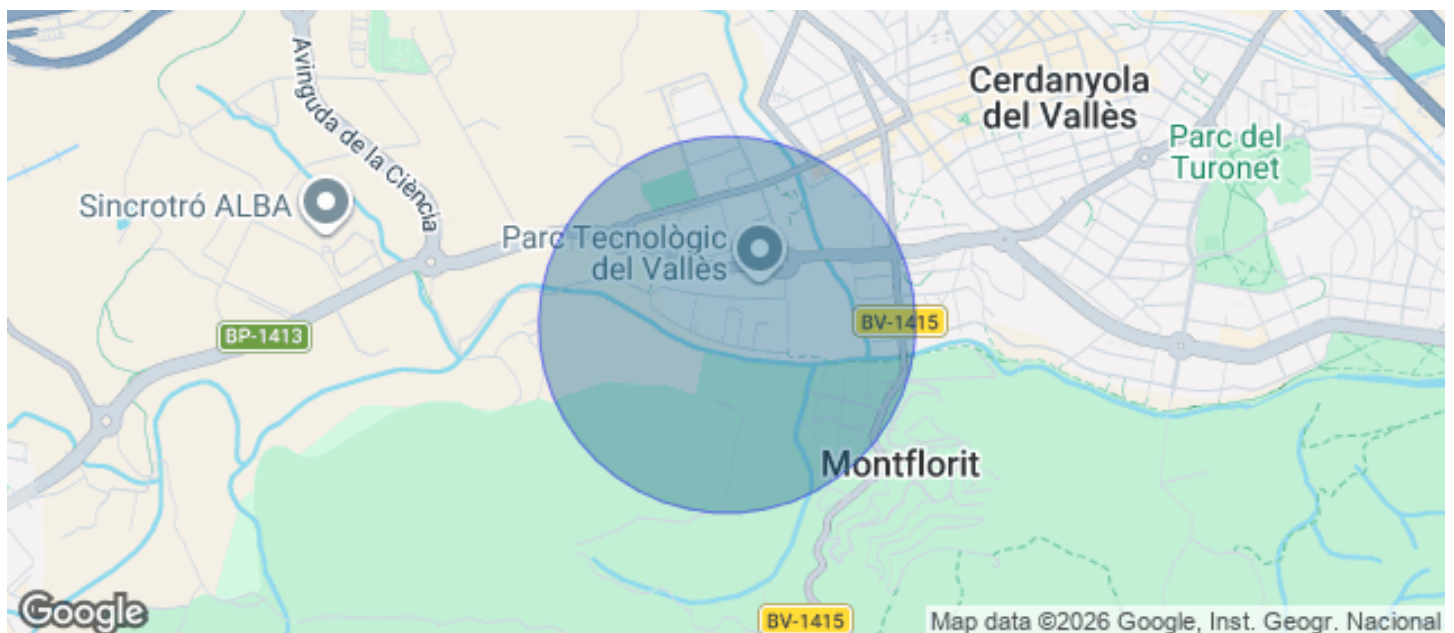 Avinguda de la Ciència
Cerdanyola
del Vallès
Parc del
Turonet
Sincrotró ALBA
Parc Tecnològic
del Vallès
BP-1413
BV-1415
Montflorit
BV-1415
Google
Map data ©2026 Google, Inst. Geogr. Nacional